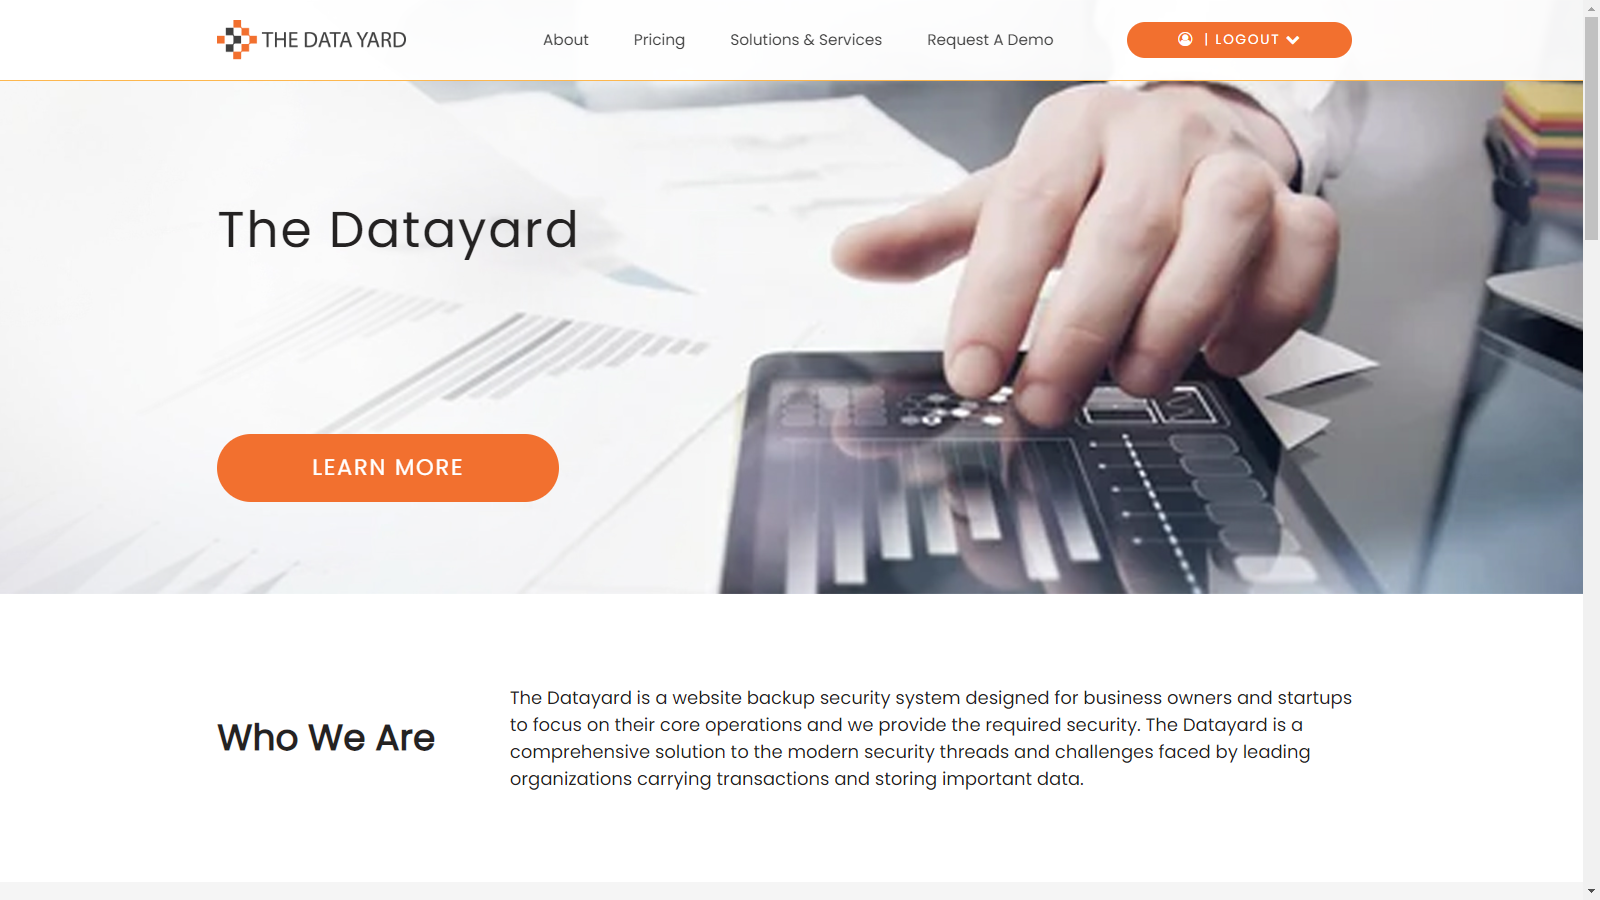 THE DATA YARD
About
Pricing
Solutions & Services
Request A Demo
| LOGOUT
The Datayard
LEARN MORE
Who We Are
The Datayard is a website backup security system designed for business owners and startups
to focus on their core operations and we provide the required security. The Datayard is a
comprehensive solution to the modern security threads and challenges faced by leading
organizations carrying transactions and storing important data.